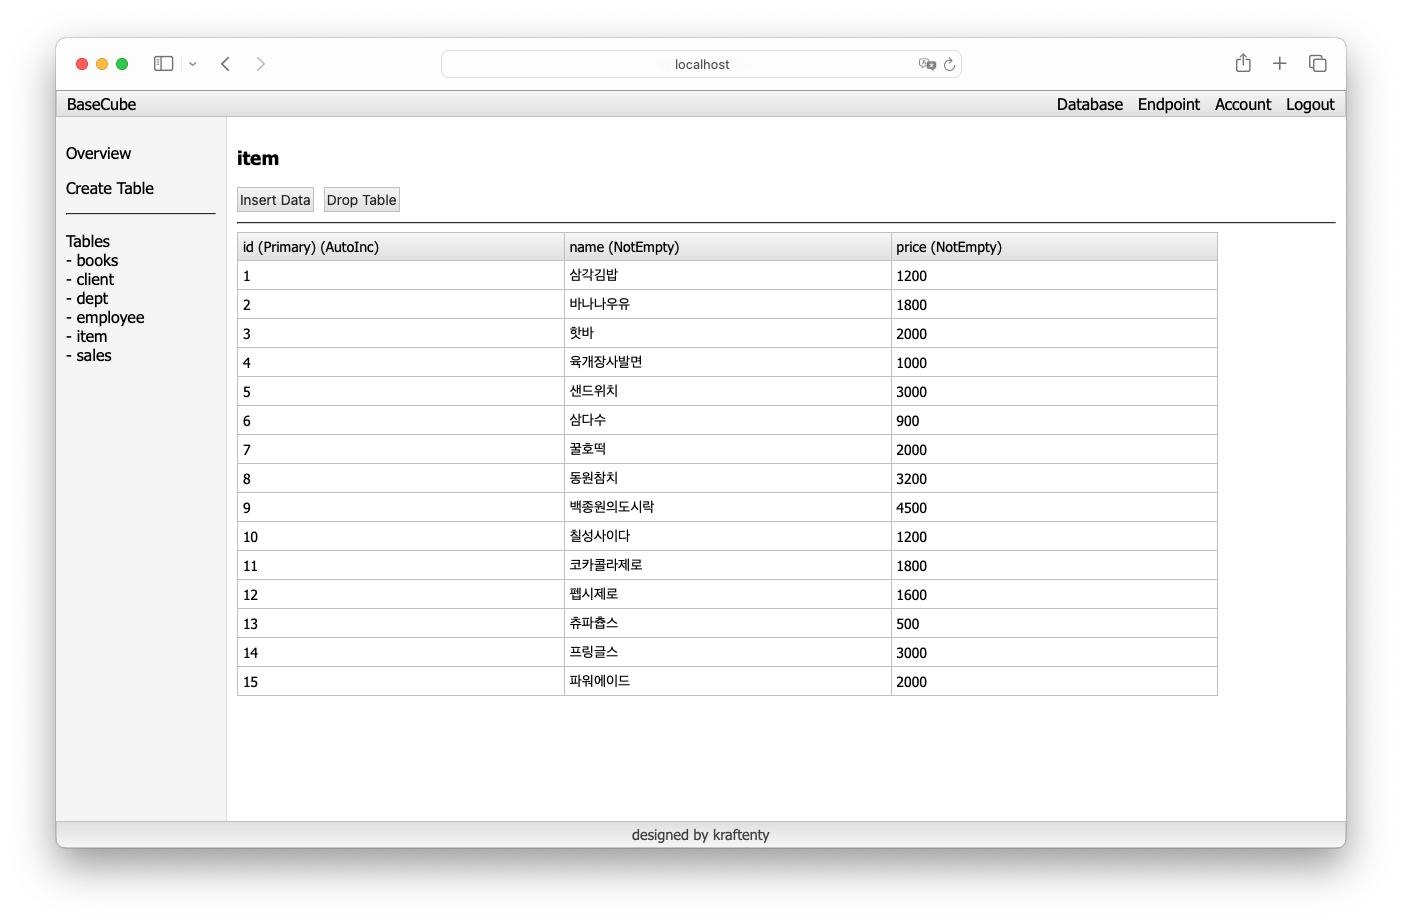 localhost
BaseCube Database Endpoint Account Logout
Overview
Create Table
Tables
- books
- client
- dept
- employee
- item
- sales
item
Insert Data Drop Table
id (Primary) (AutoInc) name (NotEmpty) price (NotEmpty)
1 삼각김밥 1200
2 바나나우유 1800
3 핫바 2000
4 육개장사발면 1000
5 샌드위치 3000
6 삼다수 900
7 꿀호떡 2000
8 동원참치 3200
9 백종원의도시락 4500
10 칠성사이다 1200
11 코카콜라제로 1800
12 펩시제로 1600
13 츄파춥스 500
14 프링글스 3000
15 파워에이드 2000
designed by kraftenty